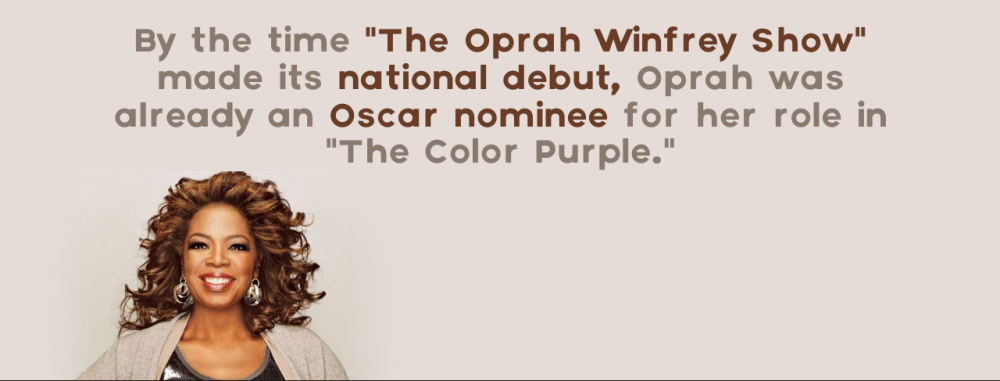 By the time "The Oprah Winfrey Show"
made its national debut, Oprah was
already an Oscar nominee for her role in
"The Color Purple."